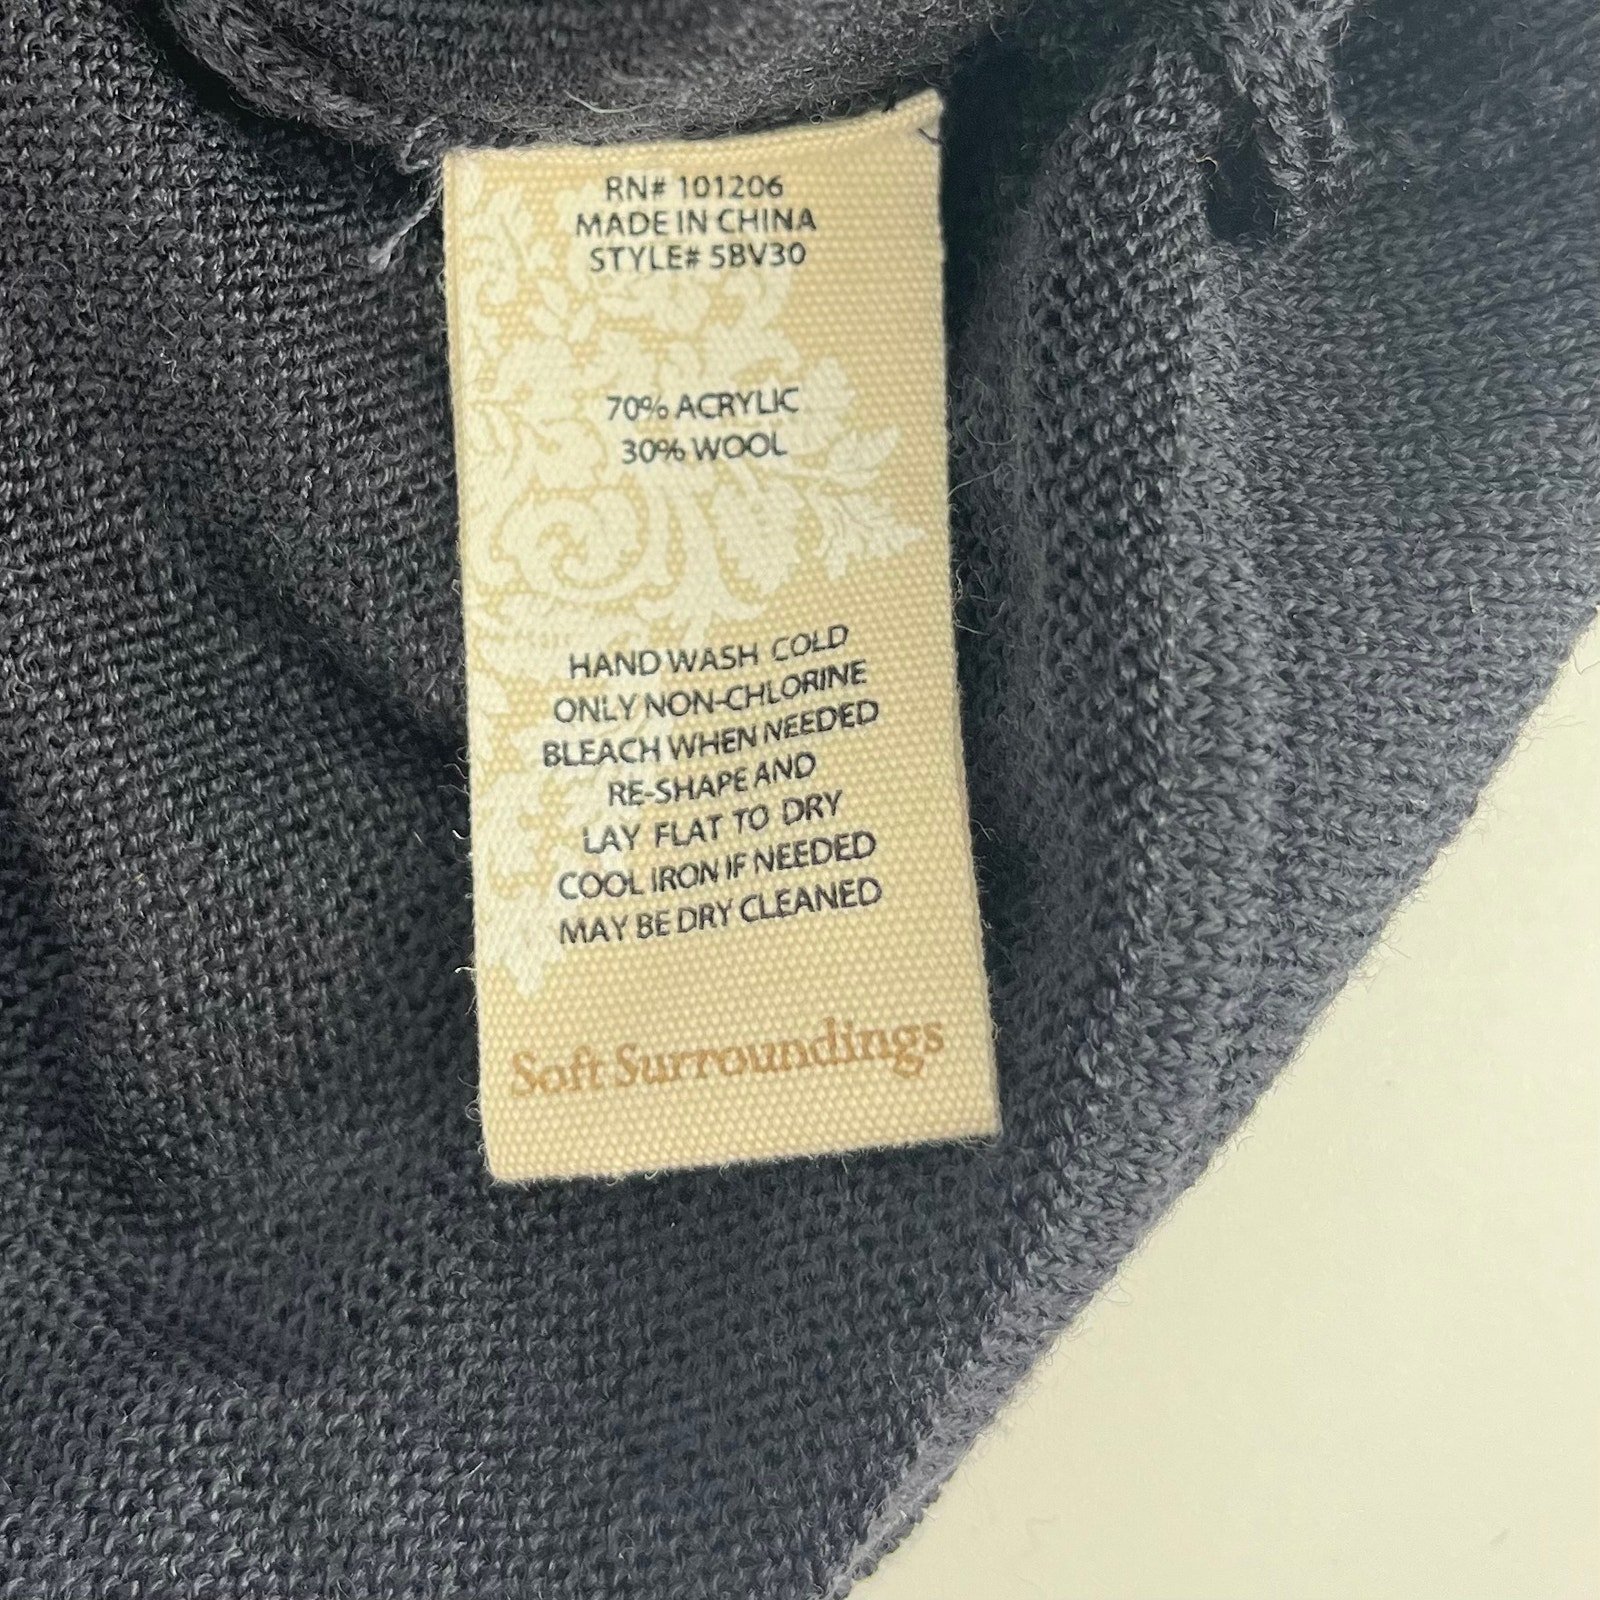 RN# 101206
MADE IN CHINA
STYLE# 5BV30
70% ACRYLIC
30% WOOL
HAND WASH COLD
ONLY NON-CHLORINE
BLEACH WHEN NEEDED
RE-SHAPE AND
LAY FLAT TO DRY
COOL IRON IF NEEDED
MAY BE DRY CLEANED
Soft Surroundings